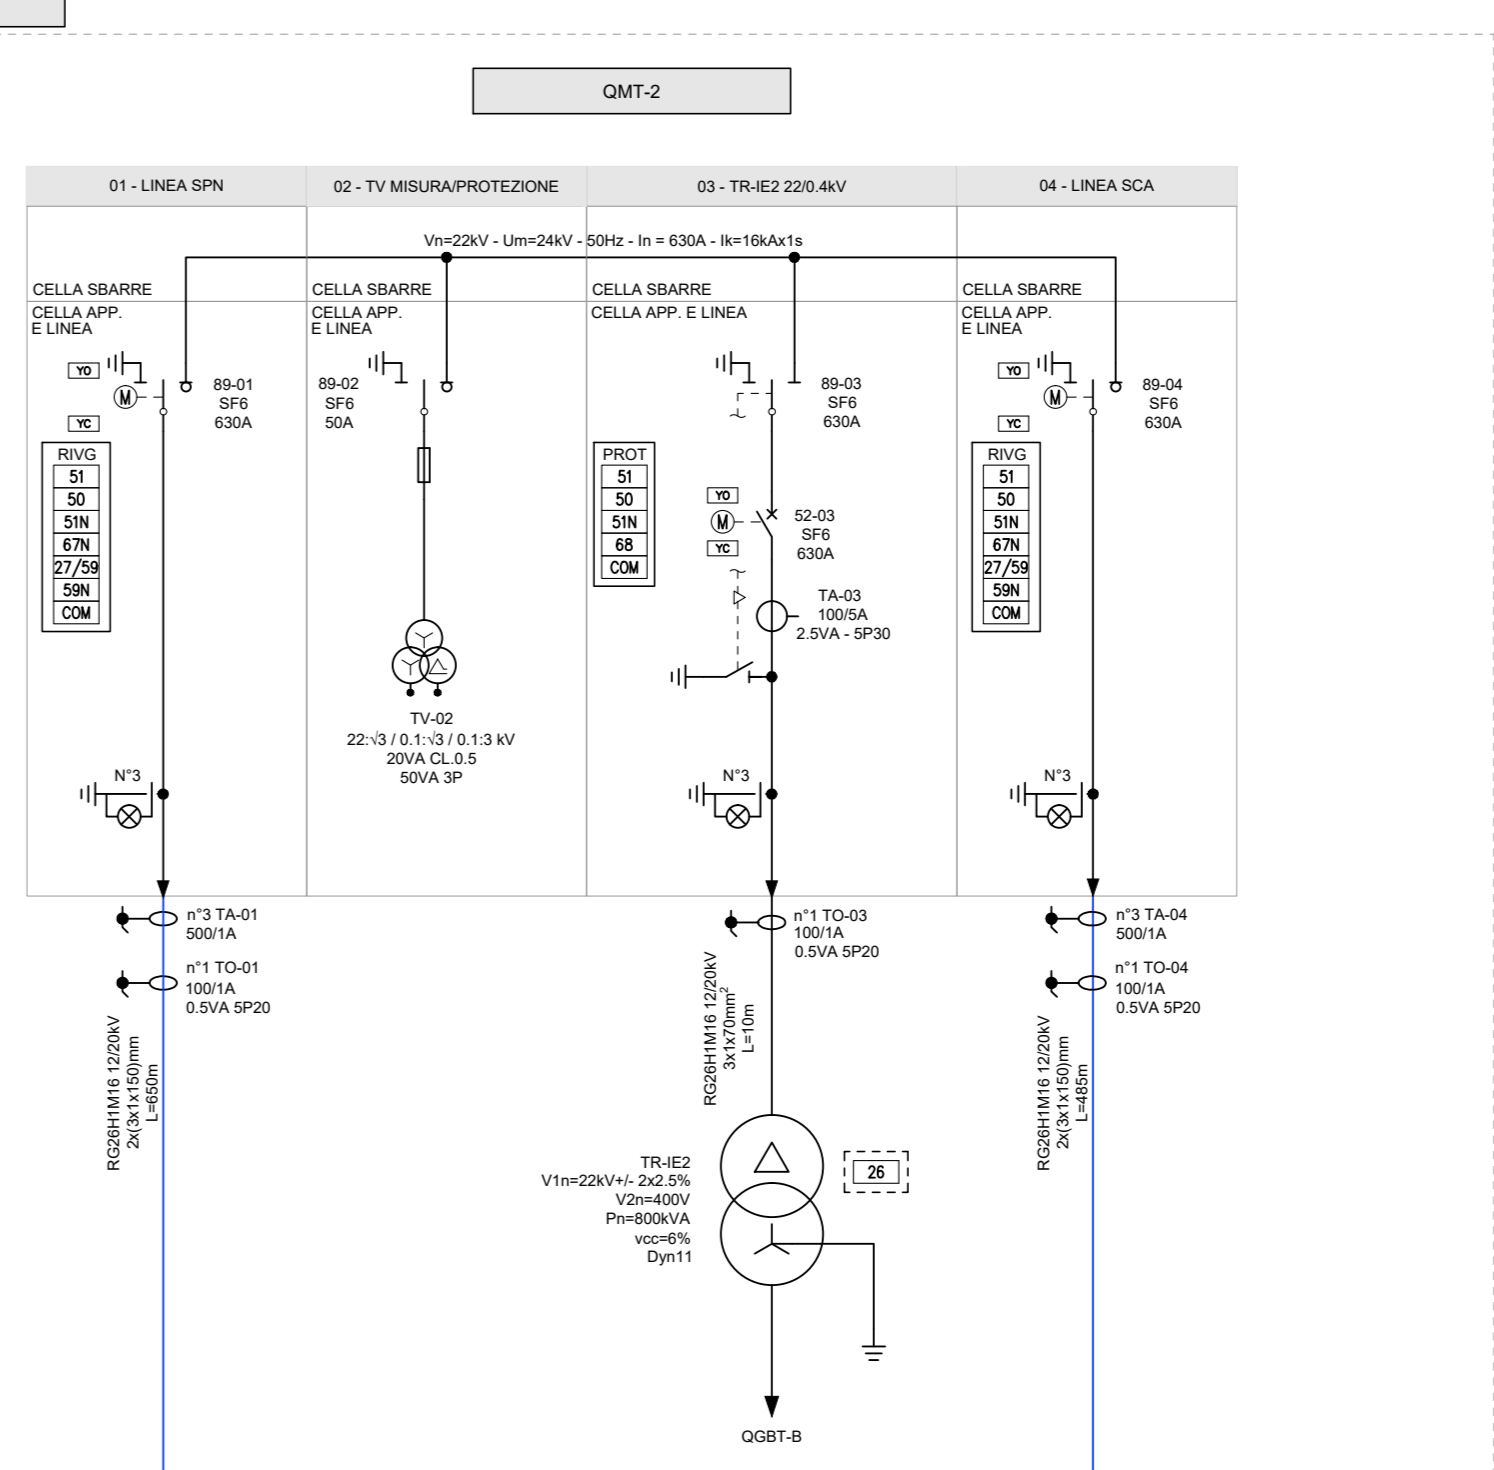 QMT-2
01 - LINEA SPN
02 - TV MISURA/PROTEZIONE
03 - TR-IE2 22/0.4kV
04 - LINEA SCA
Vn=22kV - Um=24kV - 50Hz - In = 630A - Ik=16kAx1s
CELLA SBARRE
CELLA SBARRE
CELLA SBARRE
CELLA SBARRE
CELLA APP.
E LINEA
CELLA APP.
E LINEA
CELLA APP. E LINEA
CELLA APP.
E LINEA
YO
M
YC
89-01
SF6
630A
RIVG
51
50
51N
67N
27/59
59N
COM
N°3
89-02
SF6
50A
TV-02
22:√3 / 0.1:√3 / 0.1:3 kV
20VA CL.0.5
50VA 3P
89-03
SF6
630A
PROT
51
50
51N
68
COM
YO
M
YC
52-03
SF6
630A
TA-03
100/5A
2.5VA - 5P30
N°3
YO
M
YC
89-04
SF6
630A
RIVG
51
50
51N
67N
27/59
59N
COM
N°3
n°3 TA-01
500/1A
n°1 TO-01
100/1A
0.5VA 5P20
RG26H1M16 12/20kV
2x(3x1x150)mm
L=650m
n°1 TO-03
100/1A
0.5VA 5P20
RG26H1M16 12/20kV
3x1x70mm²
L=10m
TR-IE2
V1n=22kV+/- 2x2.5%
V2n=400V
Pn=800kVA
vcc=6%
Dyn11
26
QGBT-B
n°3 TA-04
500/1A
n°1 TO-04
100/1A
0.5VA 5P20
RG26H1M16 12/20kV
2x(3x1x150)mm
L=485m